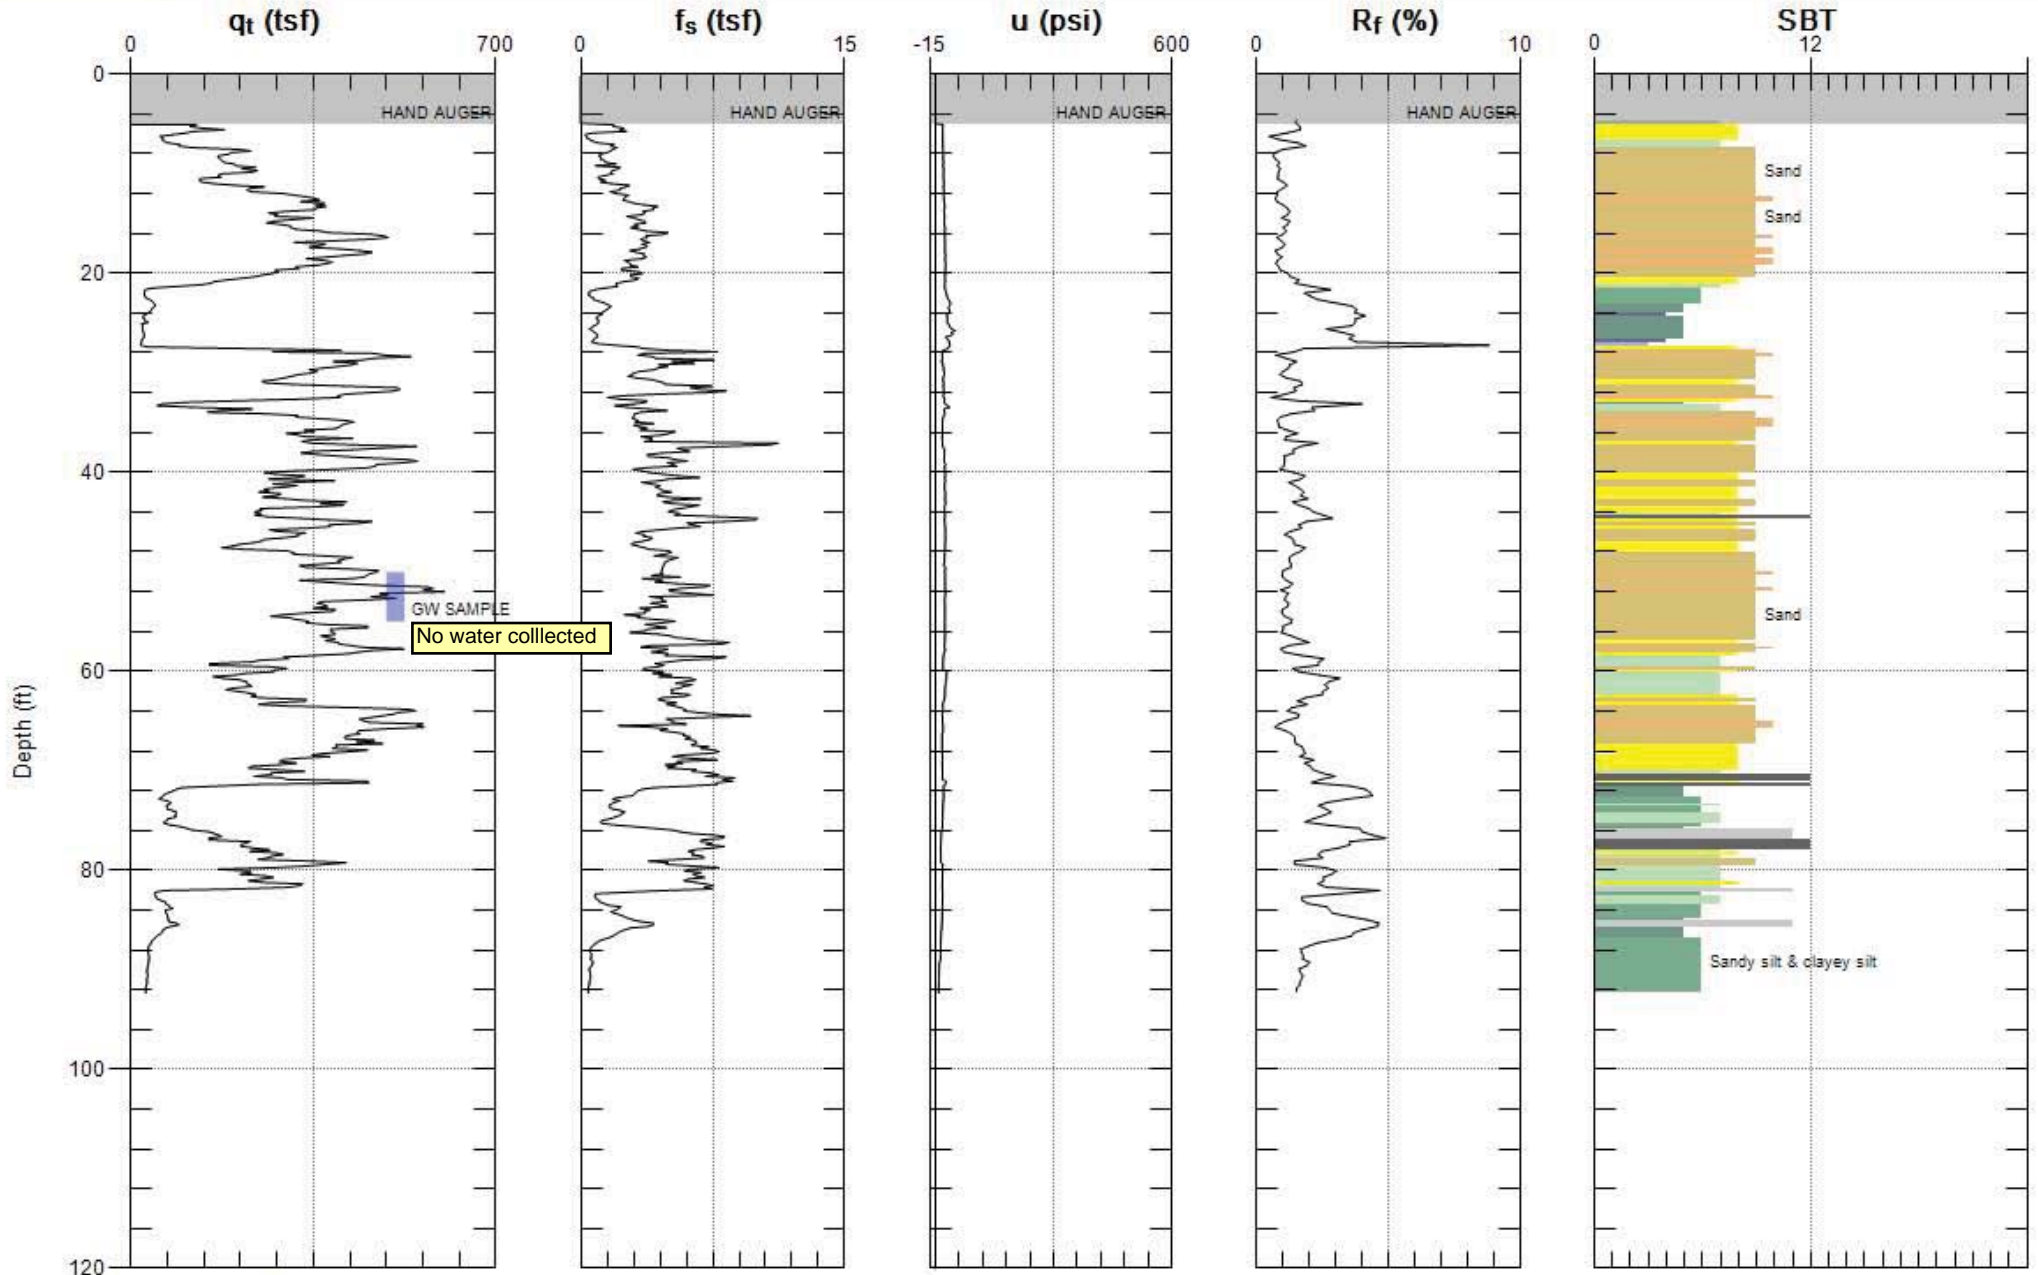 qt (tsf)
fs (tsf)
u (psi)
Rf (%)
SBT
0 700
0 15
-15 600
0 10
0 12
0
HAND AUGER
HAND AUGER
HAND AUGER
HAND AUGER
Sand
Sand
20
40
GW SAMPLE
No water colllected
Sand
60
Depth (ft)
80
Sandy silt & clayey silt
100
120